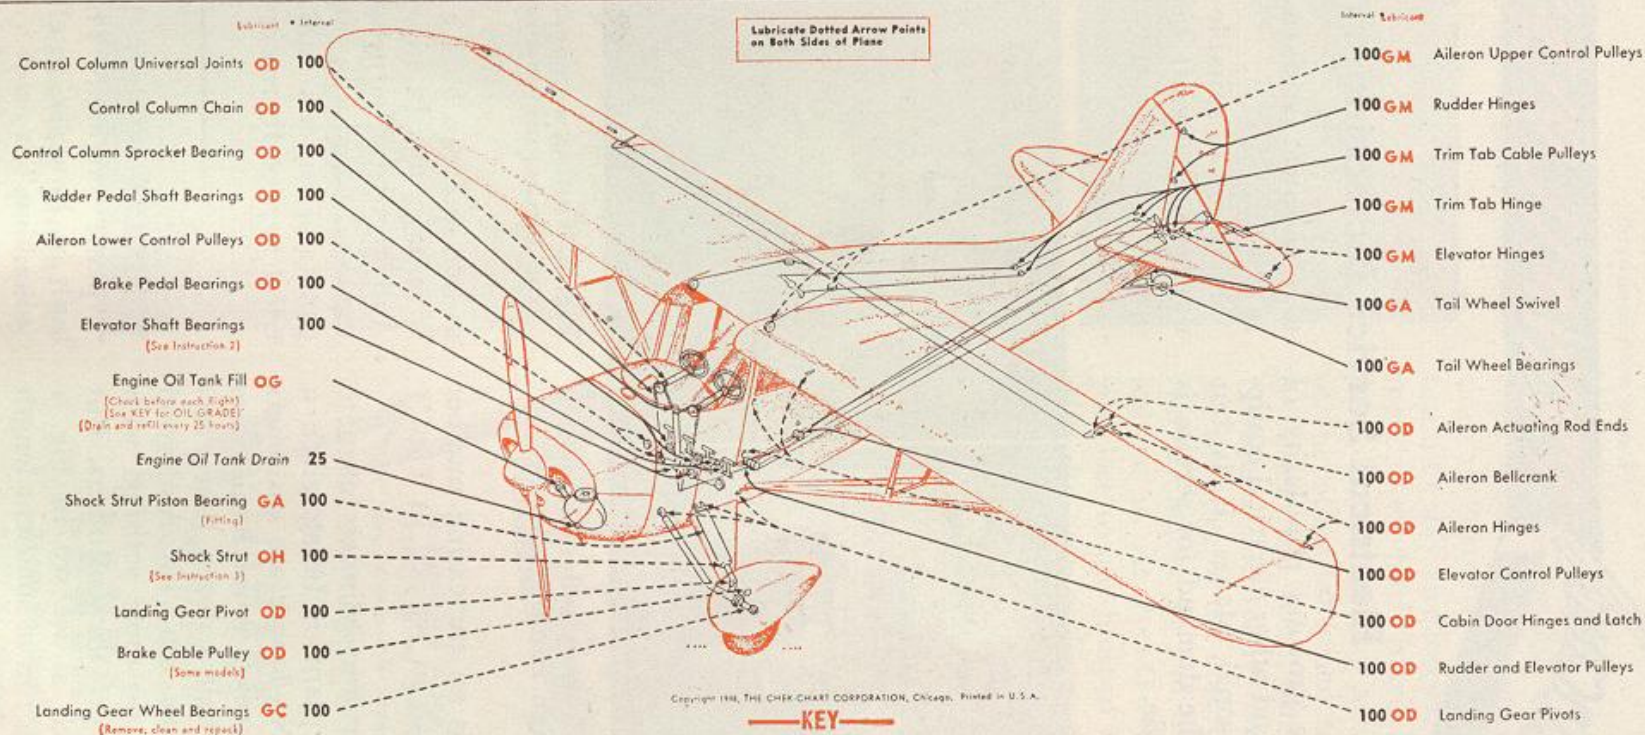 Lubricant * Interval
Control Column Universal Joints OD 100
Control Column Chain OD 100
Control Column Sprocket Bearing OD 100
Rudder Pedal Shaft Bearings OD 100
Aileron Lower Control Pulleys OD 100
Brake Pedal Bearings OD 100
Elevator Shaft Bearings 100
(See Instruction 2)
Engine Oil Tank Fill OG
(Check before each flight)
(See KEY for OIL GRADE)
(Drain and refill every 25 hours)
Engine Oil Tank Drain 25
Shock Strut Piston Bearing GA 100
(Fitting)
Shock Strut OH 100
(See Instruction 3)
Landing Gear Pivot OD 100
Brake Cable Pulley OD 100
(Some models)
Landing Gear Wheel Bearings GC 100
(Remove, clean and repack)
Lubricate Dotted Arrow Points
on Both Sides of Plane
Interval Lubricant
100 GM Aileron Upper Control Pulleys
100 GM Rudder Hinges
100 GM Trim Tab Cable Pulleys
100 GM Trim Tab Hinge
100 GM Elevator Hinges
100 GA Tail Wheel Swivel
100 GA Tail Wheel Bearings
100 OD Aileron Actuating Rod Ends
100 OD Aileron Bellcrank
100 OD Aileron Hinges
100 OD Elevator Control Pulleys
100 OD Cabin Door Hinges and Latch
100 OD Rudder and Elevator Pulleys
100 OD Landing Gear Pivots
Copyright THE CHEK-CHART CORPORATION, Chicago. Printed in U.S.A.
KEY